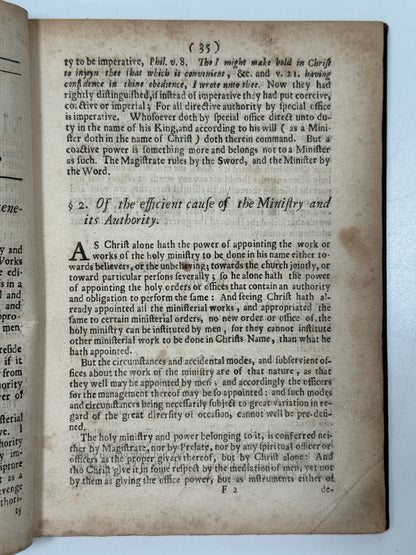 (35)
ty to be imperative, Phil. v. 8. Tho I might make bold in Christ
to injoyn thee that which is convenient, &c. and v. 21. having
confidence in thine obedience, I wrote unto thee. Now they had
rightly distinguished, if instead of imperative they had put coercive,
coactive or imperial; For all directive authority by special office
is imperative. Whosoever doth by special office direct unto du-
ty in the name of his King, and according to his will (as a Mini-
ster doth in the name of Christ) doth therein command. But a
coactive power is something more and belongs not to a Minister
as such. The Magistrate rules by the Sword, and the Minister by
the Word.
§ 2. Of the efficient cause of the Ministry and
its Authority.
AS Christ alone hath the power of appointing the work or
works of the holy ministry to be done in his name either to-
wards believers, or the unbelieving; towards the church joyntly, or
toward particular persons severally; so he alone hath the power
of appointing the holy orders or offices that contain an authority
and obligation to perform the same: And seeing Christ hath al-
ready appointed all the ministerial works, and appropriated the
same to certain ministerial orders, no new order or office of the
holy ministry can be instituted by men, for they cannot institute
other ministerial work to be done in Christs Name, than what he
hath appointed.
But the circumstances and accidental modes, and subservient of-
fices about the work of the ministry are of that nature, as that
they well may be appointed by men; and accordingly the officers
for the management thereof may be so appointed: and such modes
and circumstances being necessarily subject to great variation in re-
gard of the great diversity of occasion, cannot well be pre-defi-
ned.
The holy ministry and power belonging to it, is conferred nei-
ther by Magistrate, nor by Prelate, nor by any spiritual officer or
officers as the proper givers thereof, but by Christ alone: And
tho Christ give it in some respect by the mediation of men, yet not
by them as giving the office power, but as instruments either of
F 2
de-